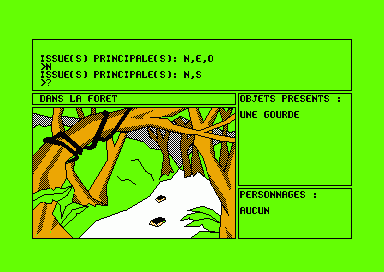 ISSUE(S) PRINCIPALE(S): N,E,O
>N
ISSUE(S) PRINCIPALE(S): N,S
>?
DANS LA FORET
OBJETS PRESENTS :
UNE GOURDE
PERSONNAGES :
AUCUN